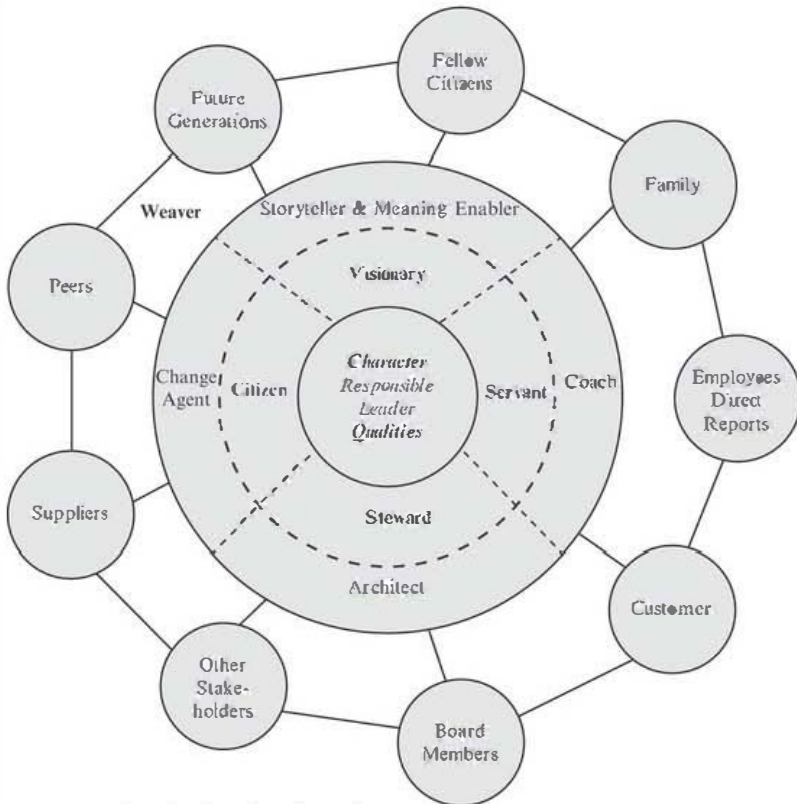 Fellow
Citizens
Future
Generations
Family
Weaver
Storyteller & Meaning Enabler
Visionary
Peers
Character
Responsible
Leader
Qualities
Change
Agent
Citizen
Servant
Coach
Employees
Direct
Reports
Suppliers
Steward
Architect
Customer
Other
Stake-
holders
Board
Members